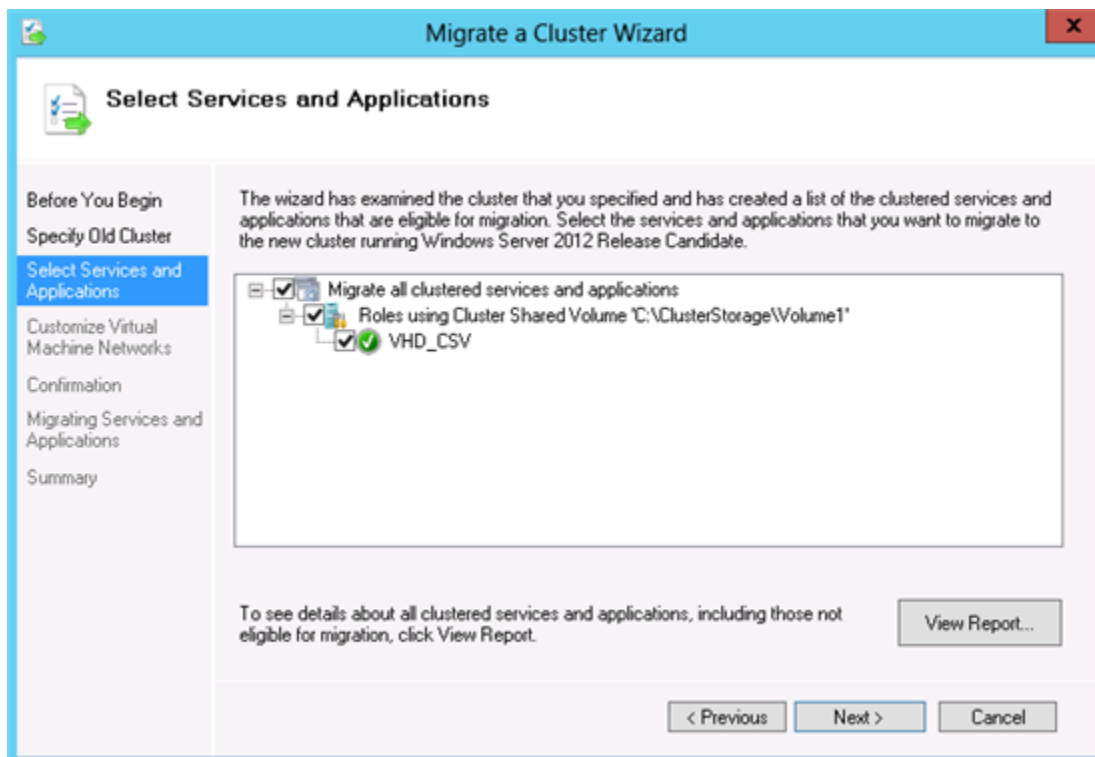 Migrate a Cluster Wizard
x
Select Services and Applications
Before You Begin
Specify Old Cluster
Select Services and
Applications
Customize Virtual
Machine Networks
Confirmation
Migrating Services and
Applications
Summary
The wizard has examined the cluster that you specified and has created a list of the clustered services and
applications that are eligible for migration. Select the services and applications that you want to migrate to
the new cluster running Windows Server 2012 Release Candidate.
Migrate all clustered services and applications
Roles using Cluster Shared Volume "C:\ClusterStorage\Volume1"
VHD_CSV
To see details about all clustered services and applications, including those not
eligible for migration, click View Report.
View Report...
< Previous
Next >
Cancel